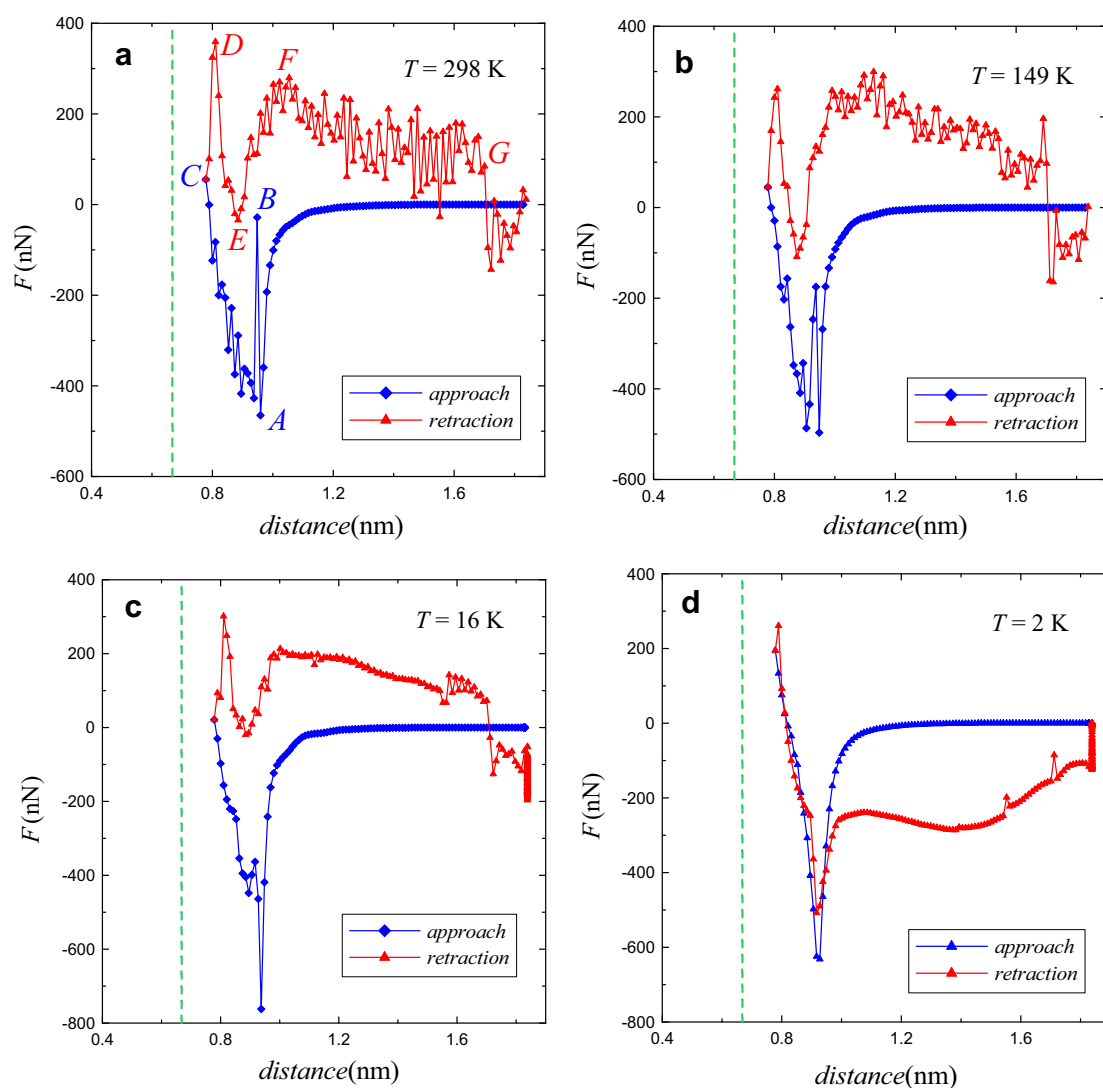 a
T = 298 K
D
F
C
B
E
G
A
400
200
0
-200
-400
-600
F (nN)
approach
retraction
0.4
0.8
1.2
1.6
distance(nm)
b
T = 149 K
400
200
0
-200
-400
-600
F (nN)
approach
retraction
0.4
0.8
1.2
1.6
distance(nm)
c
T = 16 K
400
200
0
-200
-400
-600
-800
F (nN)
approach
retraction
0.4
0.8
1.2
1.6
distance(nm)
d
T = 2 K
400
200
0
-200
-400
-600
-800
F (nN)
approach
retraction
0.4
0.8
1.2
1.6
distance(nm)